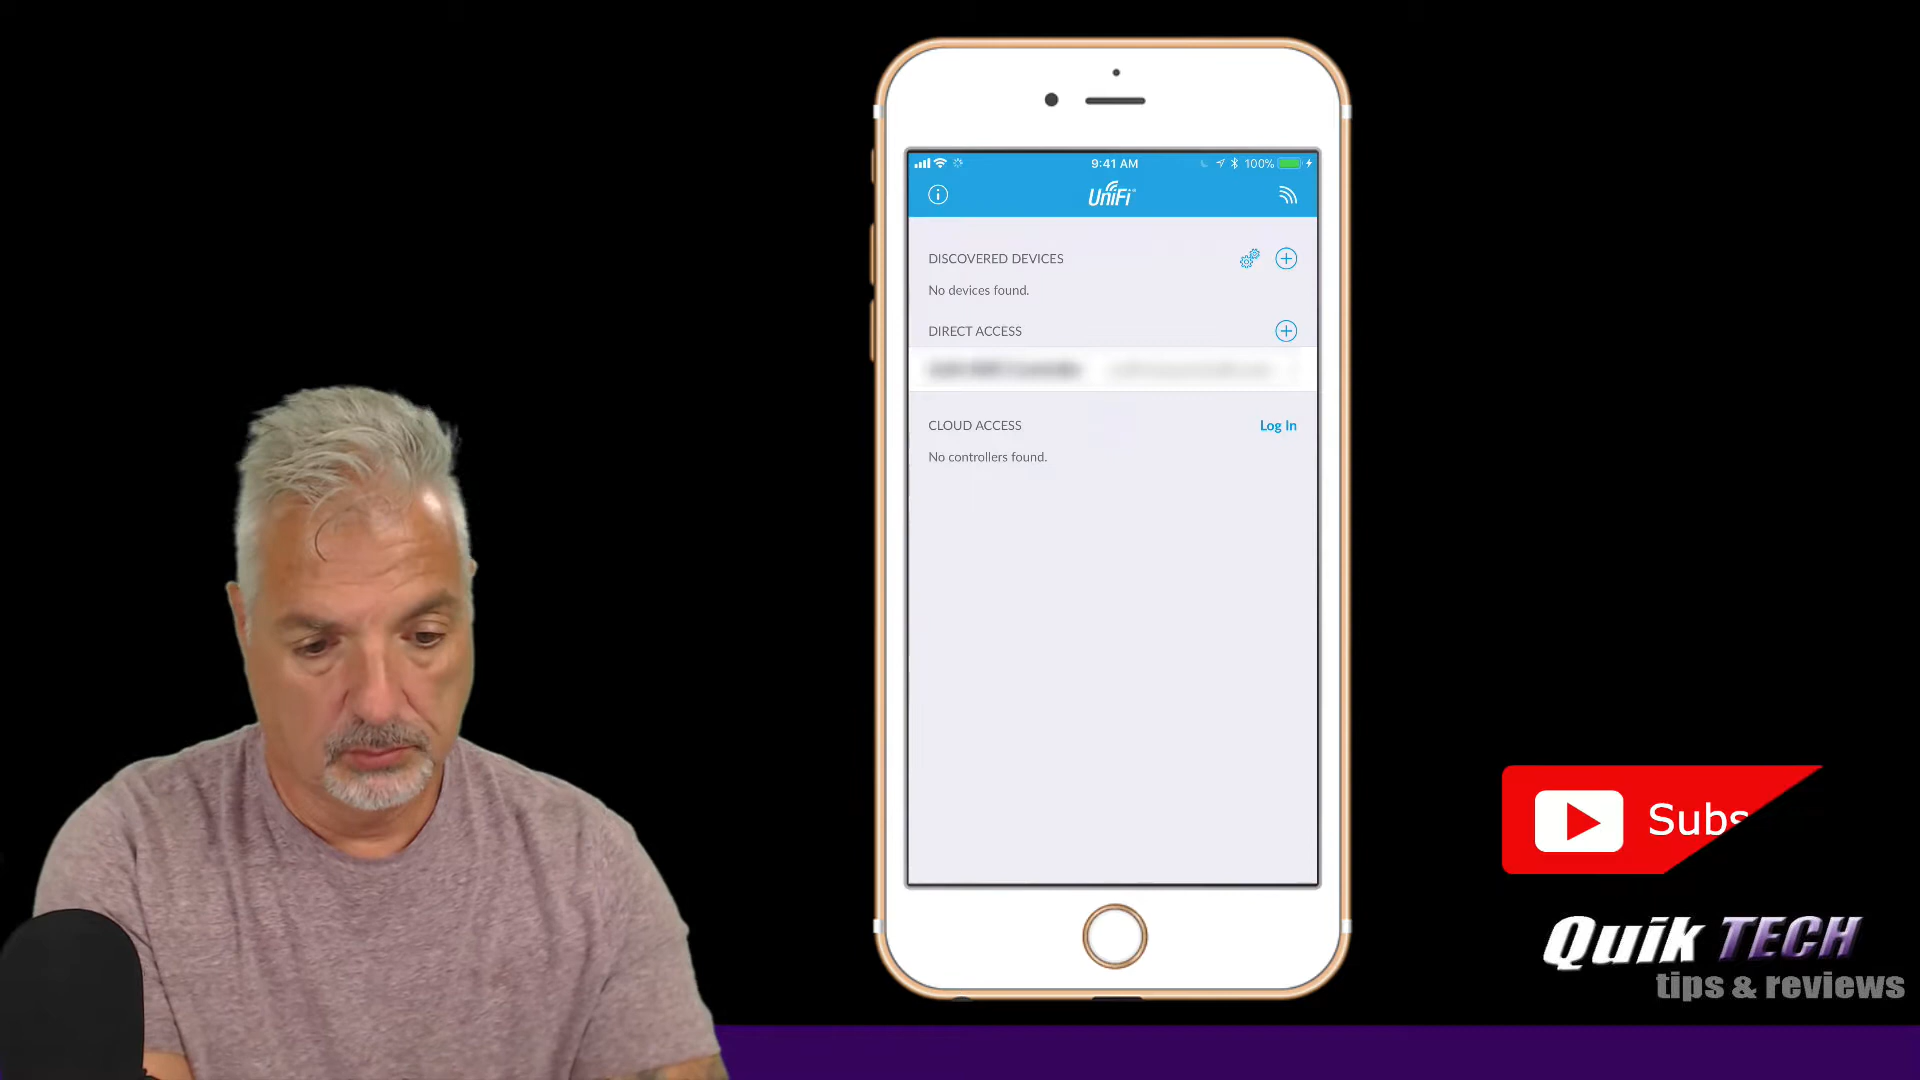 9:41 AM
100%
UniFi
DISCOVERED DEVICES
No devices found.
DIRECT ACCESS
CLOUD ACCESS
Log In
No controllers found.
Subs
Quik TECH
tips & reviews